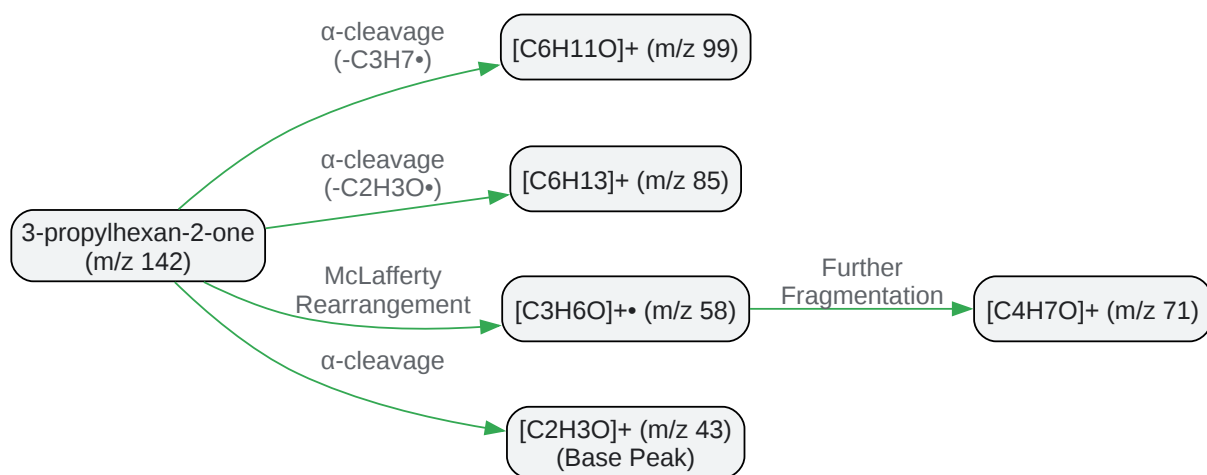 α-cleavage
(-C3H7•)
[C6H11O]+ (m/z 99)
α-cleavage
(-C2H3O•)
[C6H13]+ (m/z 85)
3-propylhexan-2-one
(m/z 142)
McLafferty
Rearrangement
[C3H6O]+• (m/z 58)
Further
Fragmentation
[C4H7O]+ (m/z 71)
α-cleavage
[C2H3O]+ (m/z 43)
(Base Peak)